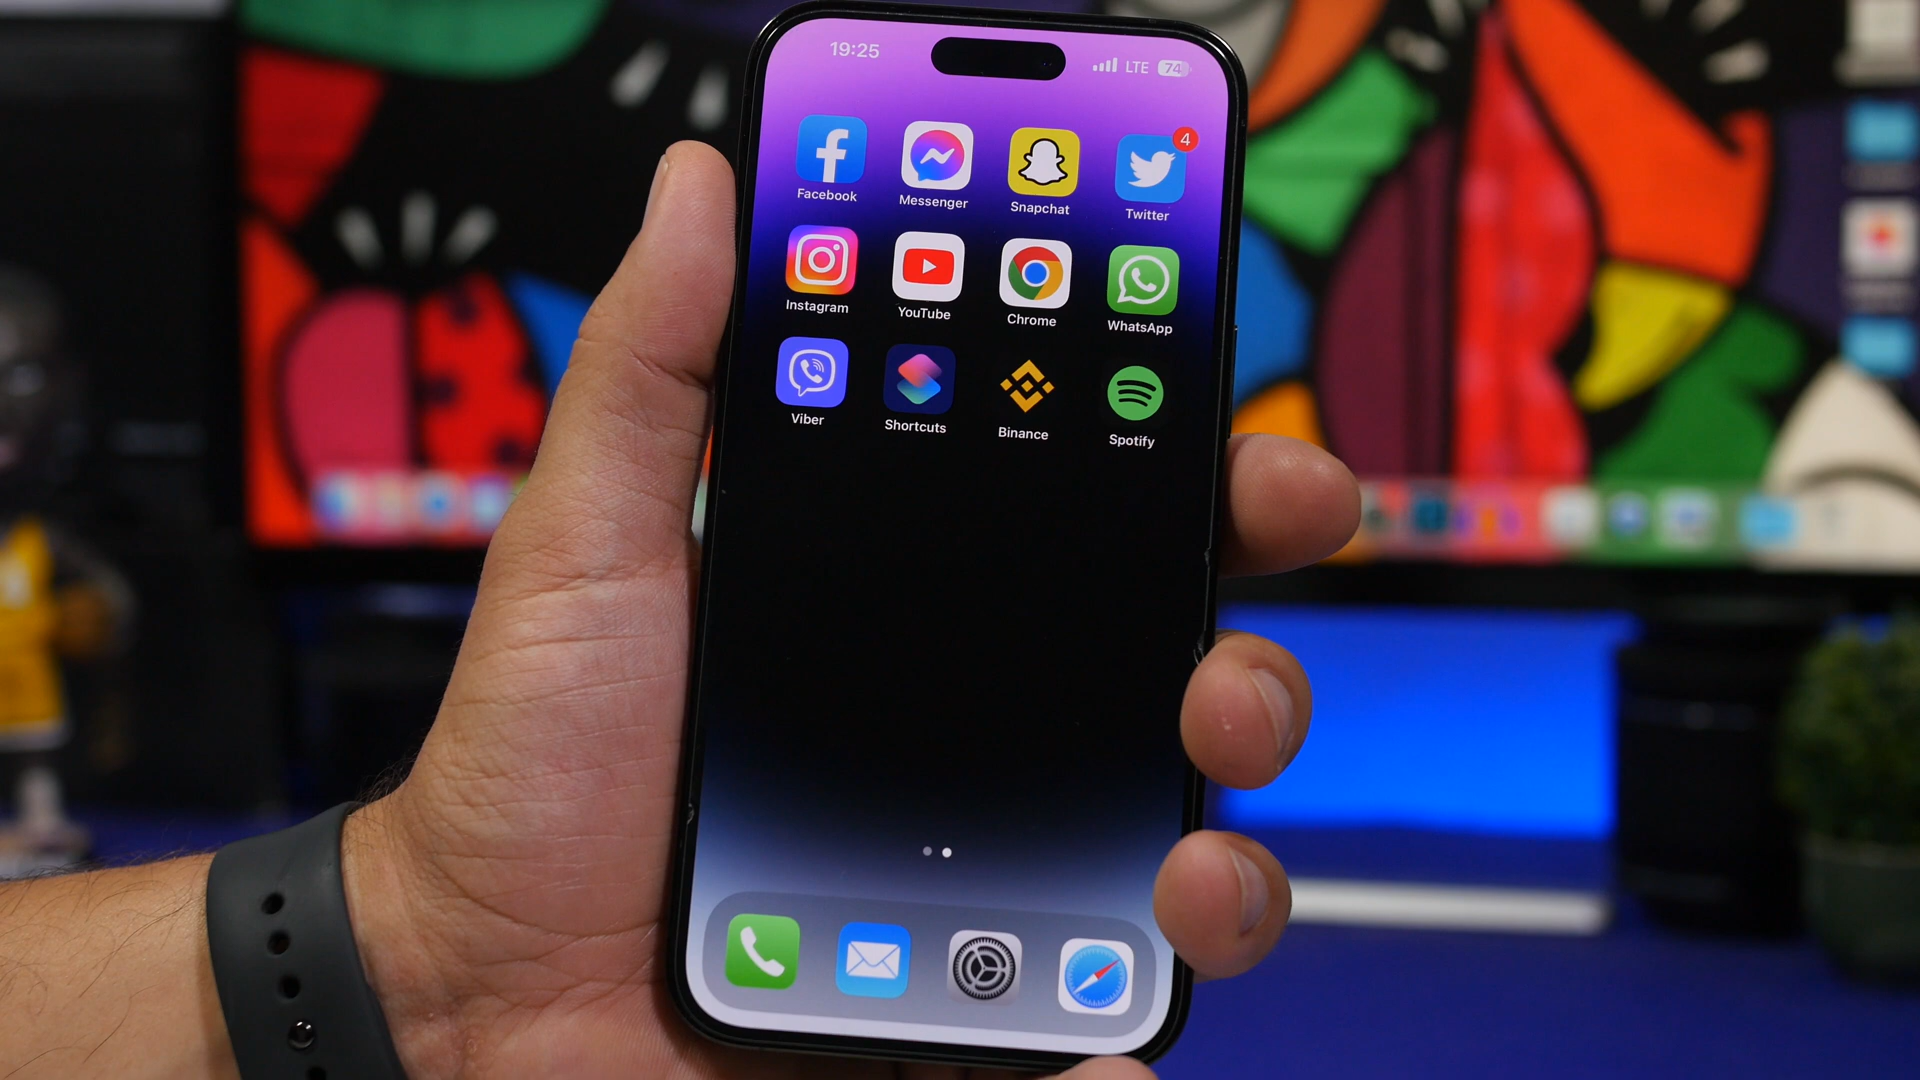 19:25 LTE 74
4
Facebook Messenger Snapchat Twitter
Instagram YouTube Chrome WhatsApp
Viber Shortcuts Binance Spotify